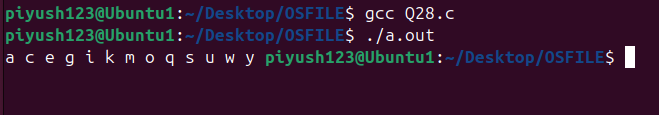 piyush123@Ubuntu1:~/Desktop/OSFILE$ gcc Q28.c
piyush123@Ubuntu1:~/Desktop/OSFILE$ ./a.out
a c e g i k m o q s u w y piyush123@Ubuntu1:~/Desktop/OSFILE$